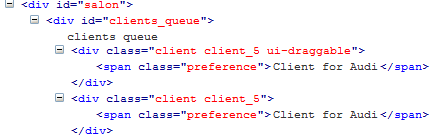 <div id="salon">
<div id="clients_queue">
clients queue
<div class="client client_5 ui-draggable">
<span class="preference">Client for Audi</span>
</div>
<div class="client client_5">
<span class="preference">Client for Audi</span>
</div>